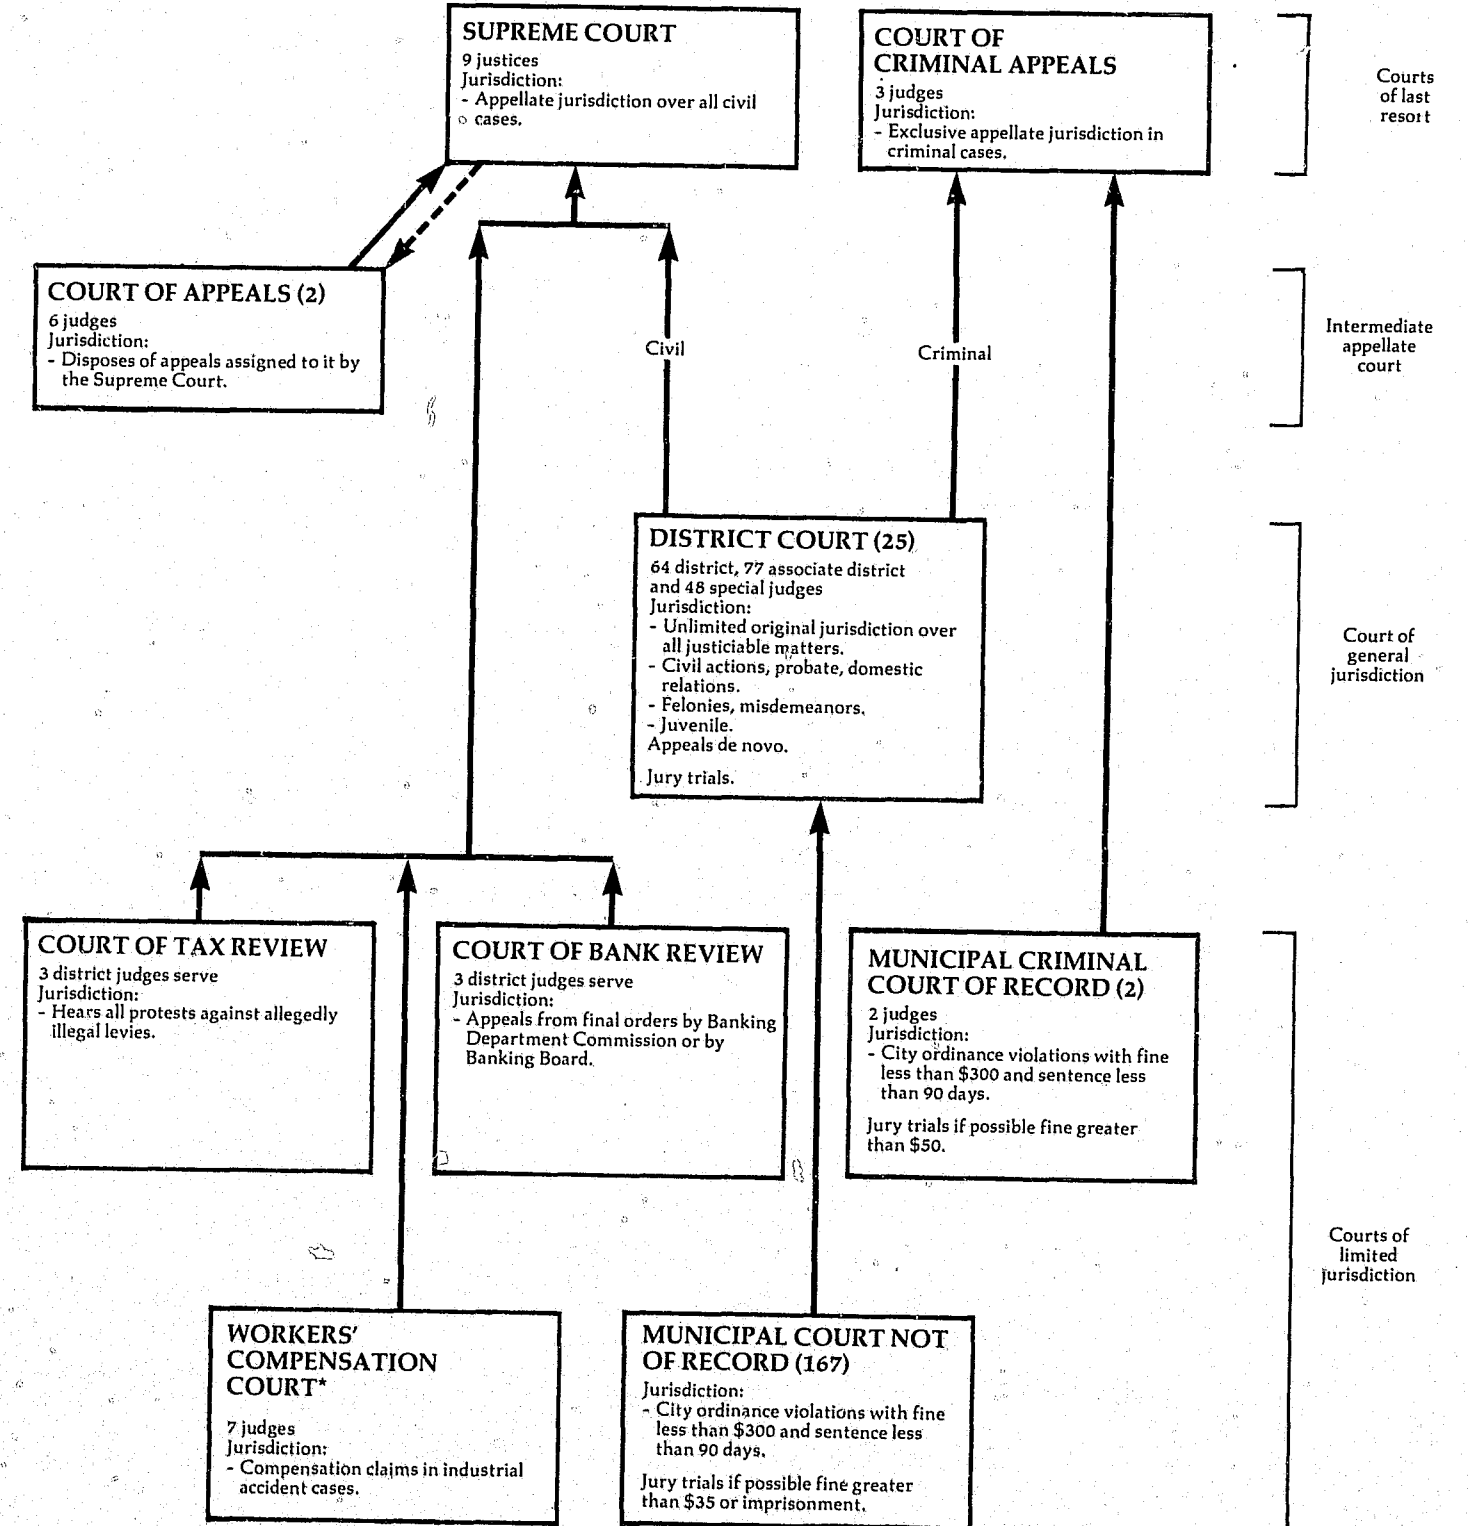 SUPREME COURT
9 justices
Jurisdiction:
- Appellate jurisdiction over all civil
cases.
COURT OF
CRIMINAL APPEALS
3 judges
Jurisdiction:
- Exclusive appellate jurisdiction in
criminal cases.
Courts
of last
resort
COURT OF APPEALS (2)
6 judges
Jurisdiction:
- Disposes of appeals assigned to it by
the Supreme Court.
Civil
Criminal
Intermediate
appellate
court
DISTRICT COURT (25)
64 district, 77 associate district
and 48 special judges
Jurisdiction:
- Unlimited original jurisdiction over
all justiciable matters.
- Civil actions, probate, domestic
relations.
- Felonies, misdemeanors.
- Juvenile.
Appeals de novo.
Jury trials.
Court of
general
jurisdiction
COURT OF TAX REVIEW
3 district judges serve
Jurisdiction:
- Hears all protests against allegedly
illegal levies.
COURT OF BANK REVIEW
3 district judges serve
Jurisdiction:
- Appeals from final orders by Banking
Department Commission or by
Banking Board.
MUNICIPAL CRIMINAL
COURT OF RECORD (2)
2 judges
Jurisdiction:
- City ordinance violations with fine
less than $300 and sentence less
than 90 days.
Jury trials if possible fine greater
than $50.
Courts of
limited
jurisdiction
WORKERS'
COMPENSATION
COURT*
7 judges
Jurisdiction:
- Compensation claims in industrial
accident cases.
MUNICIPAL COURT NOT
OF RECORD (167)
Jurisdiction:
- City ordinance violations with fine
less than $300 and sentence less
than 90 days.
Jury trials if possible fine greater
than $35 or imprisonment.